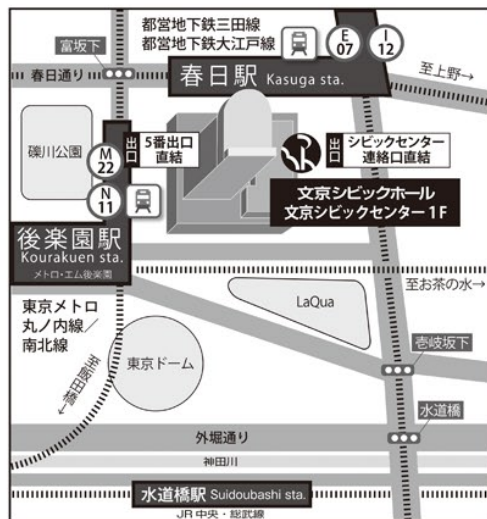 都営地下鉄三田線
都営地下鉄大江戸線
E
07
I
12
富坂下
春日通り
春日駅 Kasuga sta.
至上野→
礫川公園
M
22
N
11
出口
5番出口
直結
出口
シビックセンター
連絡口直結
文京シビックホール
文京シビックセンター1F
後楽園駅
Kourakuen sta.
メトロ・エム後楽園
至お茶の水→
東京メトロ
丸ノ内線/
南北線
LaQua
壱岐坂下
至飯田橋→
東京ドーム
水道橋
外堀通り
神田川
水道橋駅 Suidoubashi sta.
JR中央・総武線